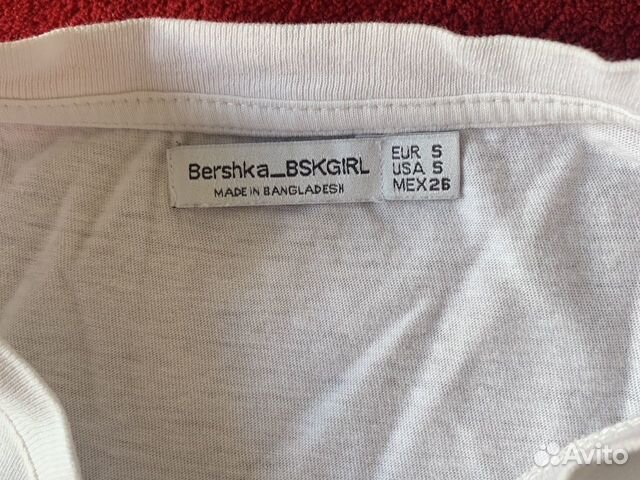 Bershka_BSKGIRL
MADE IN BANGLADESH
EUR S
USA S
MEX 26
Avito